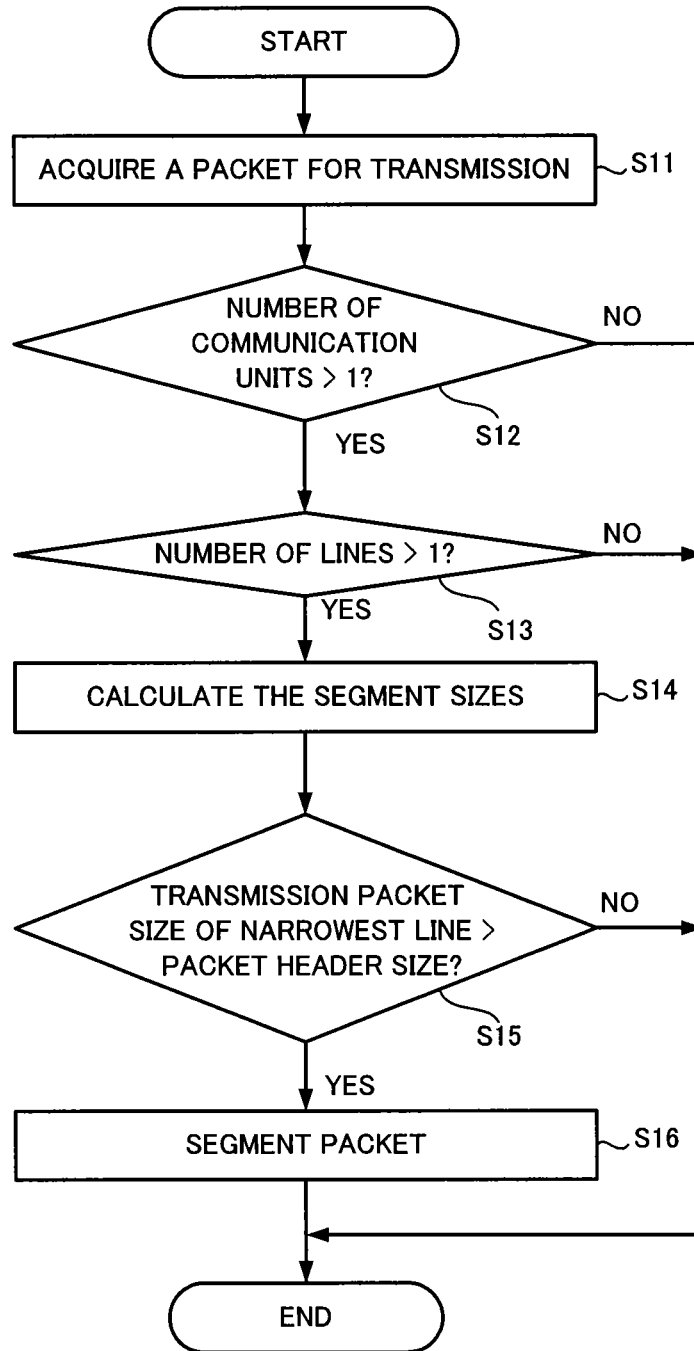 START
ACQUIRE A PACKET FOR TRANSMISSION
S11
NUMBER OF
COMMUNICATION
UNITS > 1?
NO
S12
YES
NUMBER OF LINES > 1?
NO
S13
YES
CALCULATE THE SEGMENT SIZES
S14
TRANSMISSION PACKET
SIZE OF NARROWEST LINE >
PACKET HEADER SIZE?
NO
S15
YES
SEGMENT PACKET
S16
END